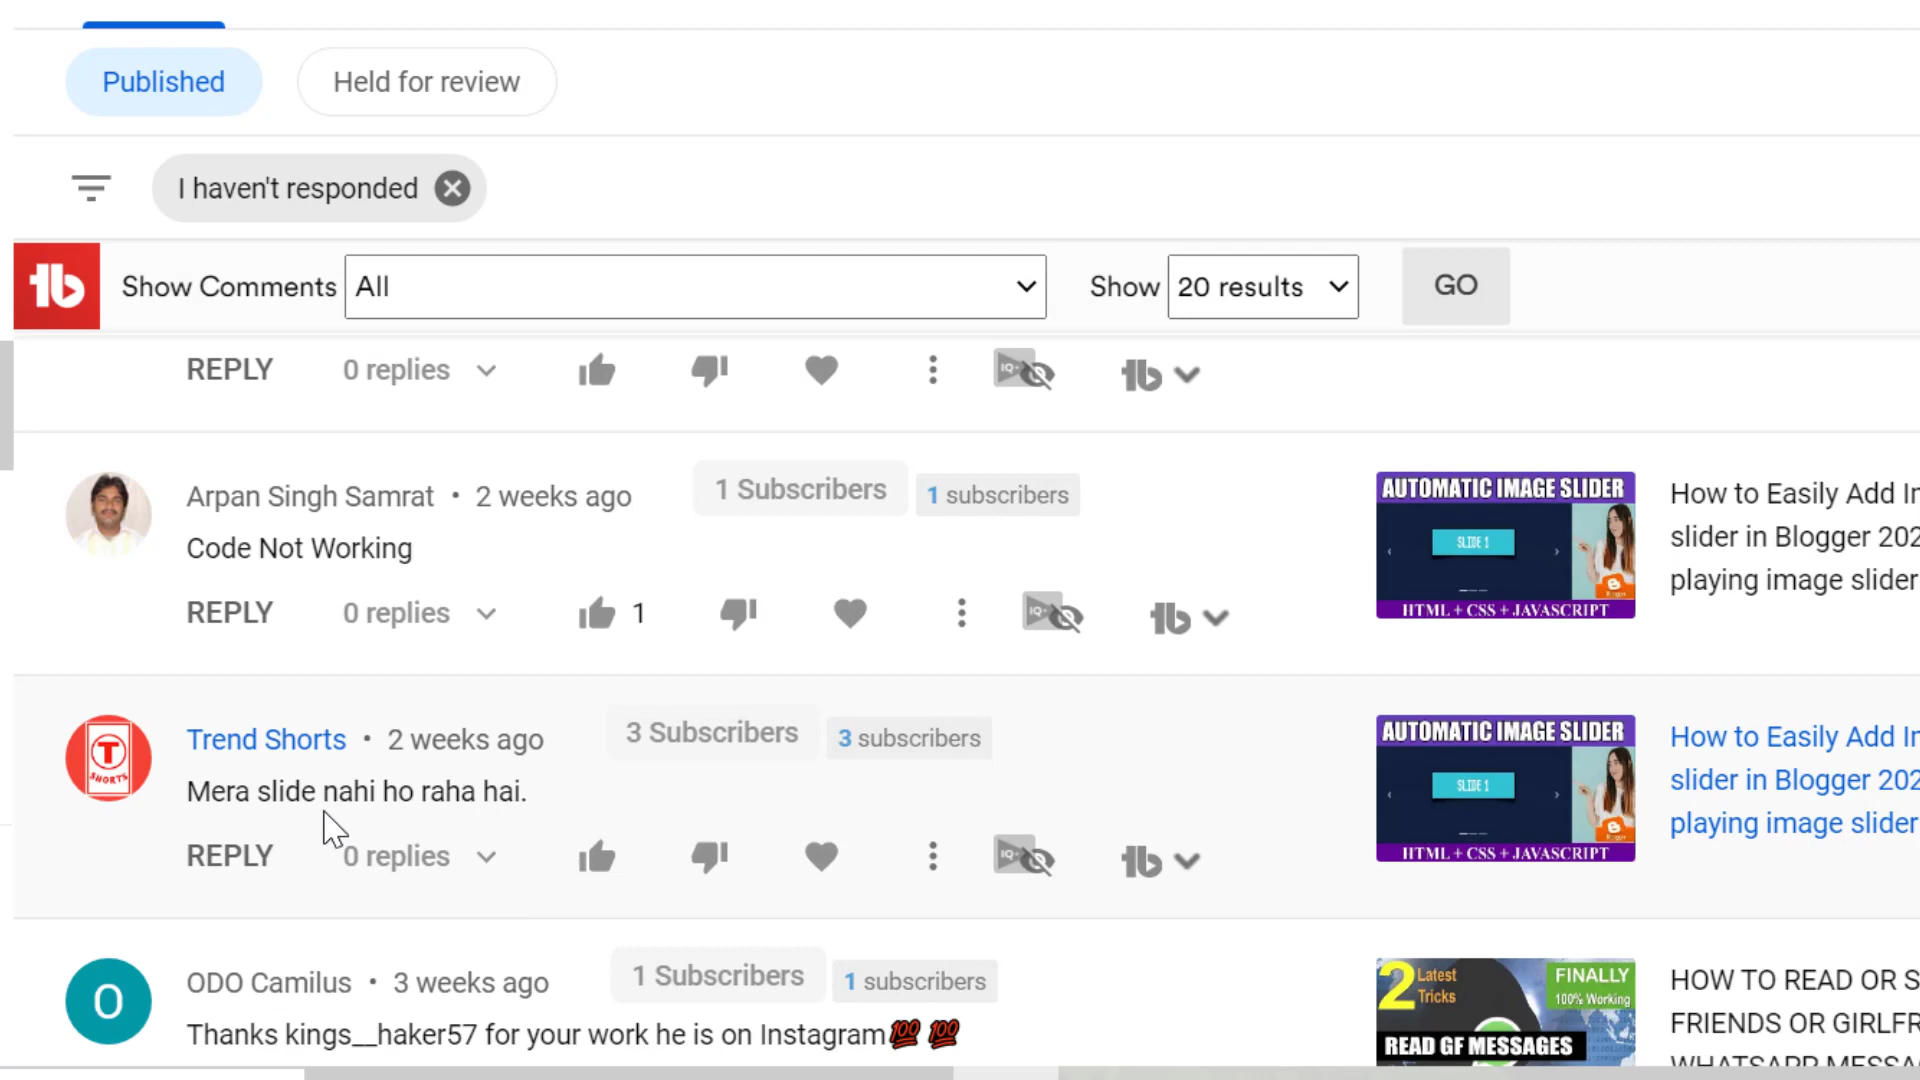 Published
Held for review
I haven't responded
Show Comments All Show 20 results GO
REPLY 0 replies
Arpan Singh Samrat • 2 weeks ago 1 Subscribers 1 subscribers
Code Not Working
REPLY 0 replies 1
AUTOMATIC IMAGE SLIDER
SLIDE 1
HTML + CSS + JAVASCRIPT
How to Easily Add Im
slider in Blogger 202
playing image slider
Trend Shorts • 2 weeks ago 3 Subscribers 3 subscribers
Mera slide nahi ho raha hai.
REPLY 0 replies
T
SHORTS
AUTOMATIC IMAGE SLIDER
SLIDE 1
HTML + CSS + JAVASCRIPT
How to Easily Add Im
slider in Blogger 202
playing image slider
O
ODO Camilus • 3 weeks ago 1 Subscribers 1 subscribers
Thanks kings__haker57 for your work he is on Instagram💯 💯
2 Latest
Tricks
FINALLY
100% Working
READ GF MESSAGES
HOW TO READ OR S
FRIENDS OR GIRLFR
WHATSAPP MESSA